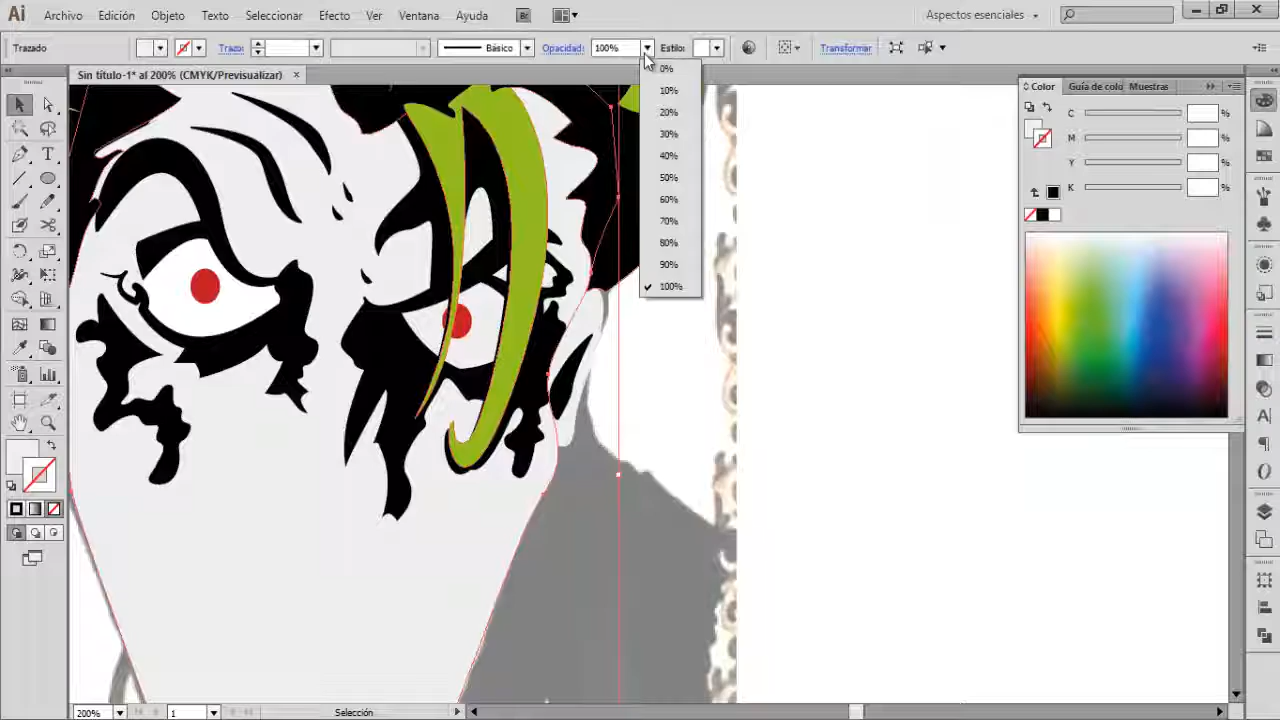 Ai Archivo Edición Objeto Texto Seleccionar Efecto Ver Ventana Ayuda Br Aspectos esenciales
Trazado Trazo: Básico Opacidad: 100% Estilo: Transformar
Sin título-1* al 200% (CMYK/Previsualizar) ×
0%
10%
20%
30%
40%
50%
60%
70%
80%
90%
100%
Color Guía de colo Muestras
C %
M %
Y %
K %
200% 1 Selección